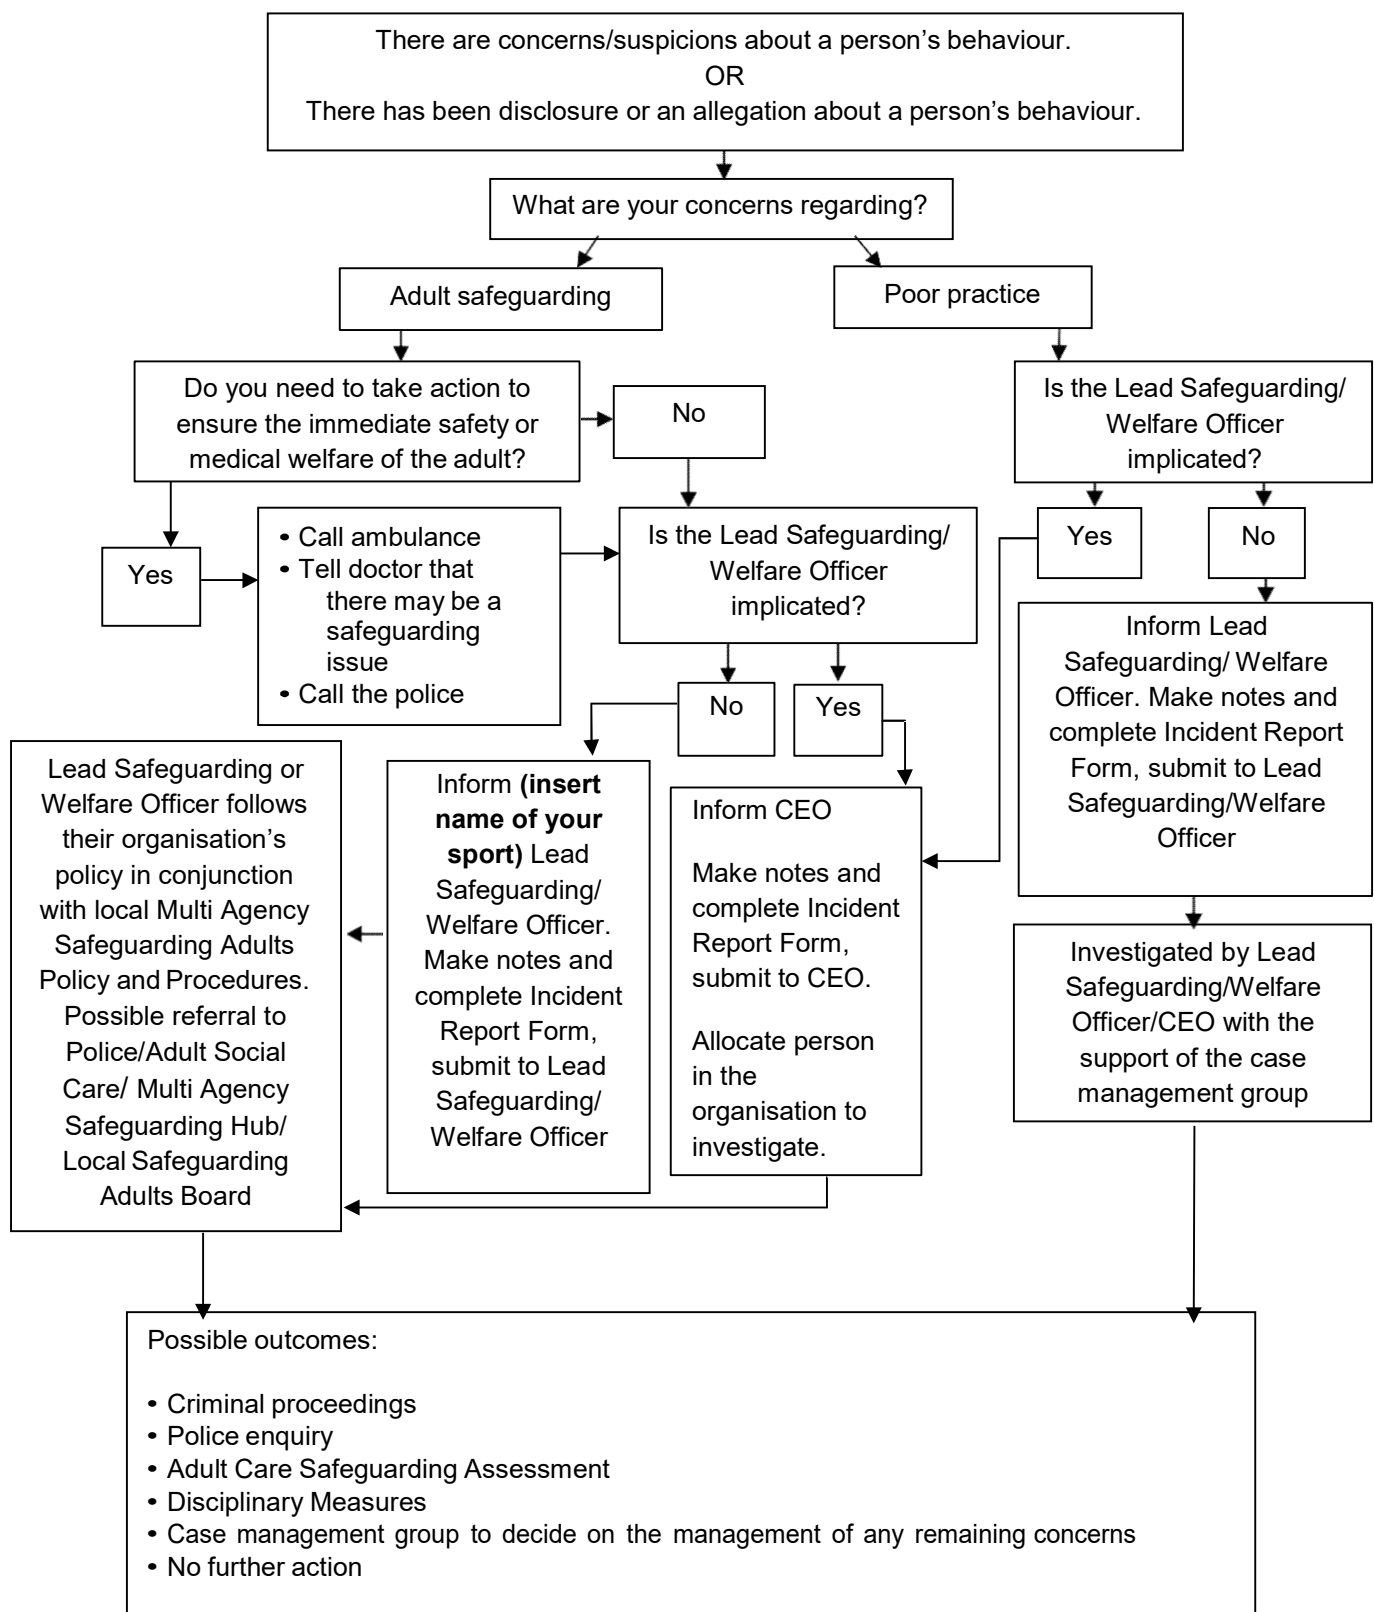 There are concerns/suspicions about a person’s behaviour.
OR
There has been disclosure or an allegation about a person’s behaviour.
What are your concerns regarding?
Adult safeguarding
Poor practice
Do you need to take action to
ensure the immediate safety or
medical welfare of the adult?
No
Is the Lead Safeguarding/
Welfare Officer
implicated?
Yes
• Call ambulance
• Tell doctor that
there may be a
safeguarding
issue
• Call the police
Is the Lead Safeguarding/
Welfare Officer
implicated?
Yes
No
No
Yes
Inform Lead
Safeguarding/ Welfare
Officer. Make notes and
complete Incident Report
Form, submit to Lead
Safeguarding/Welfare
Officer
Lead Safeguarding or
Welfare Officer follows
their organisation’s
policy in conjunction
with local Multi Agency
Safeguarding Adults
Policy and Procedures.
Possible referral to
Police/Adult Social
Care/ Multi Agency
Safeguarding Hub/
Local Safeguarding
Adults Board
Inform (insert
name of your
sport) Lead
Safeguarding/
Welfare Officer.
Make notes and
complete Incident
Report Form,
submit to Lead
Safeguarding/
Welfare Officer
Inform CEO
Make notes and
complete Incident
Report Form,
submit to CEO.
Allocate person
in the
organisation to
investigate.
Investigated by Lead
Safeguarding/Welfare
Officer/CEO with the
support of the case
management group
Possible outcomes:
• Criminal proceedings
• Police enquiry
• Adult Care Safeguarding Assessment
• Disciplinary Measures
• Case management group to decide on the management of any remaining concerns
• No further action